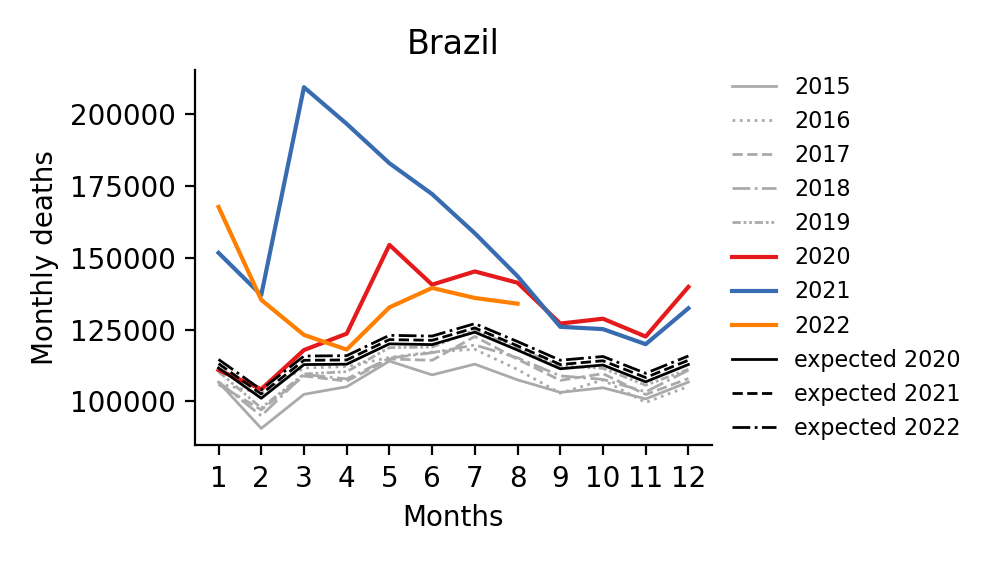 Brazil
200000
175000
150000
125000
100000
Monthly deaths
1 2 3 4 5 6 7 8 9 10 11 12
Months
2015
2016
2017
2018
2019
2020
2021
2022
expected 2020
expected 2021
expected 2022